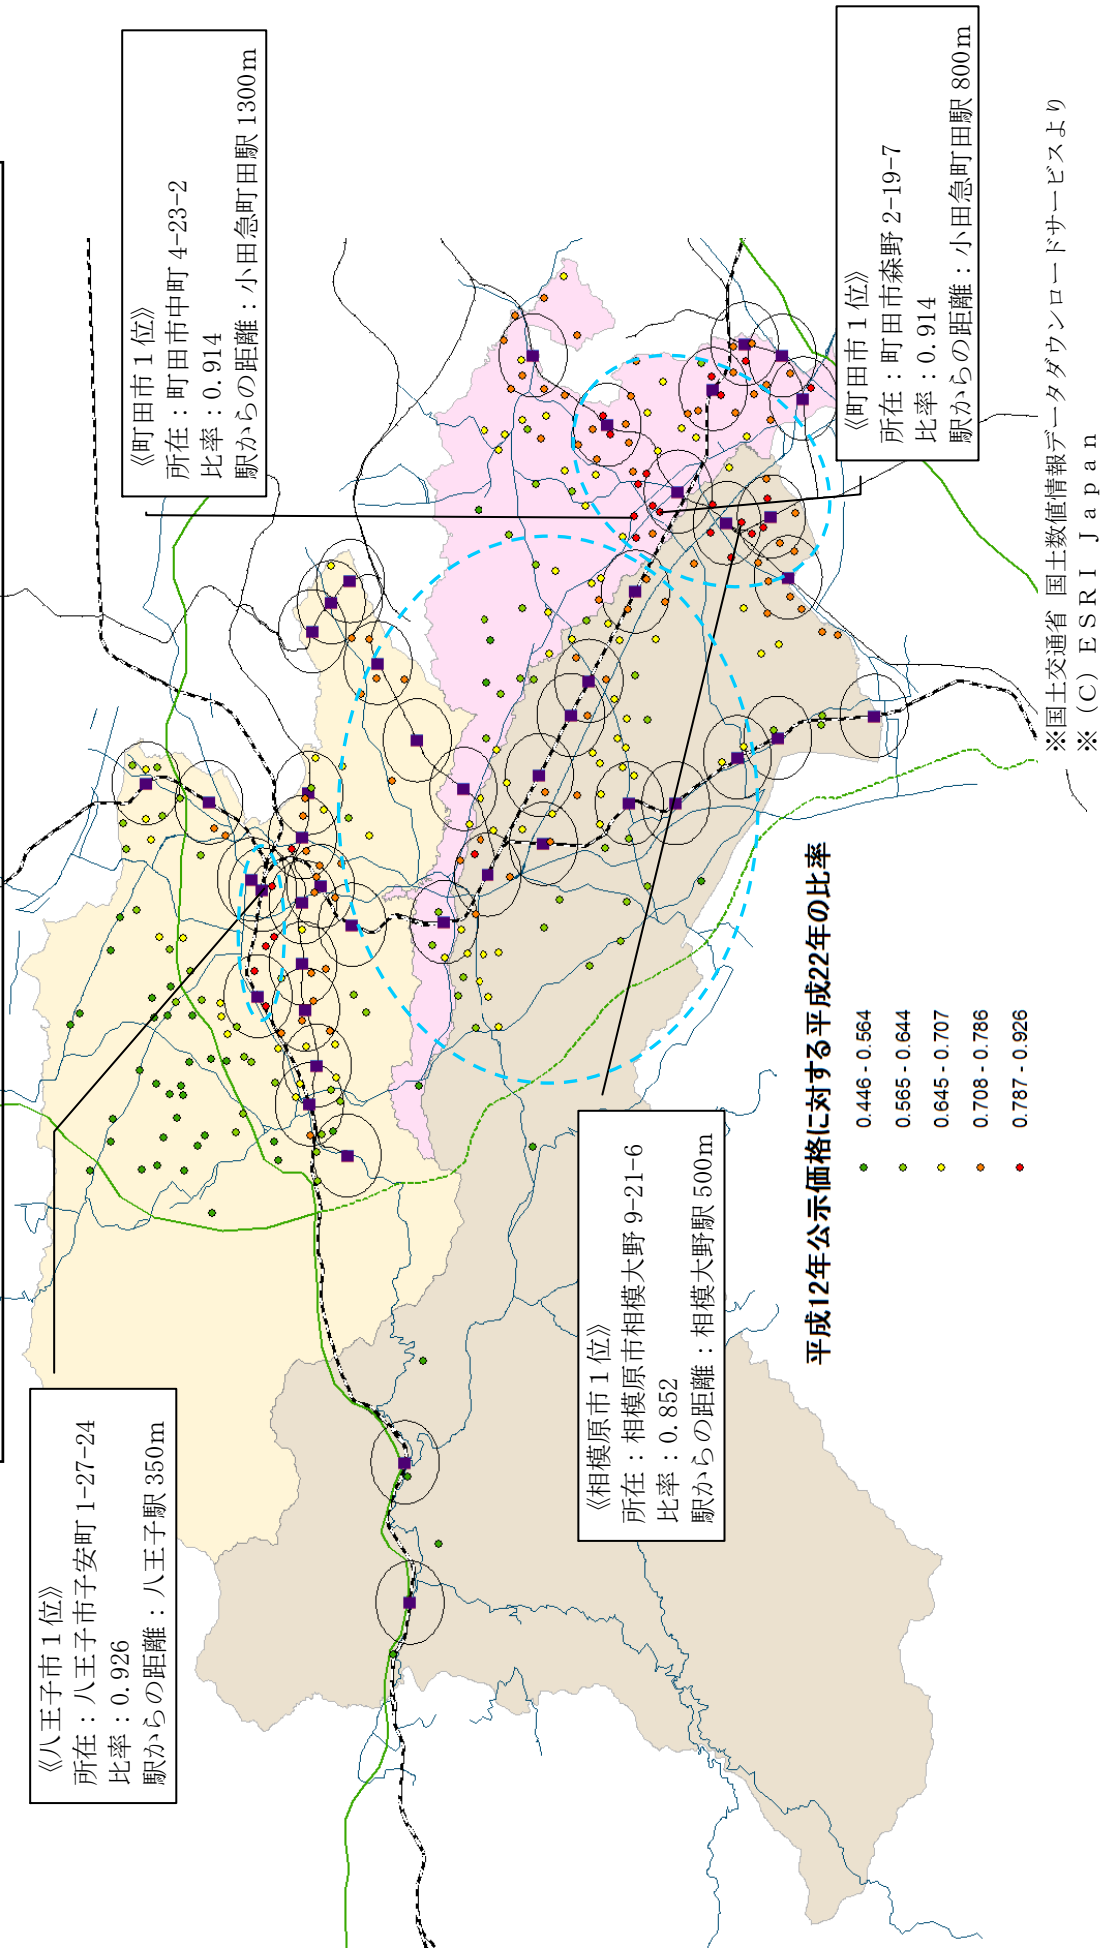 《八王子市１位》
所在：八王子市子安町 1-27-24
比率：0.926
駅からの距離：八王子駅 350m
《町田市１位》
所在：町田市中町 4-23-2
比率：0.914
駅からの距離：小田急町田駅 1300m
《相模原市１位》
所在：相模原市相模大野 9-21-6
比率：0.852
駅からの距離：相模大野駅 500m
《町田市１位》
所在：町田市森野 2-19-7
比率：0.914
駅からの距離：小田急町田駅 800m
平成12年公示価格に対する平成22年の比率
0.446 - 0.564
0.565 - 0.644
0.645 - 0.707
0.708 - 0.786
0.787 - 0.926
※国土交通省 国土数値情報データダウンロードサービスより
※（C）ＥＳＲＩ Ｊａｐａｎ